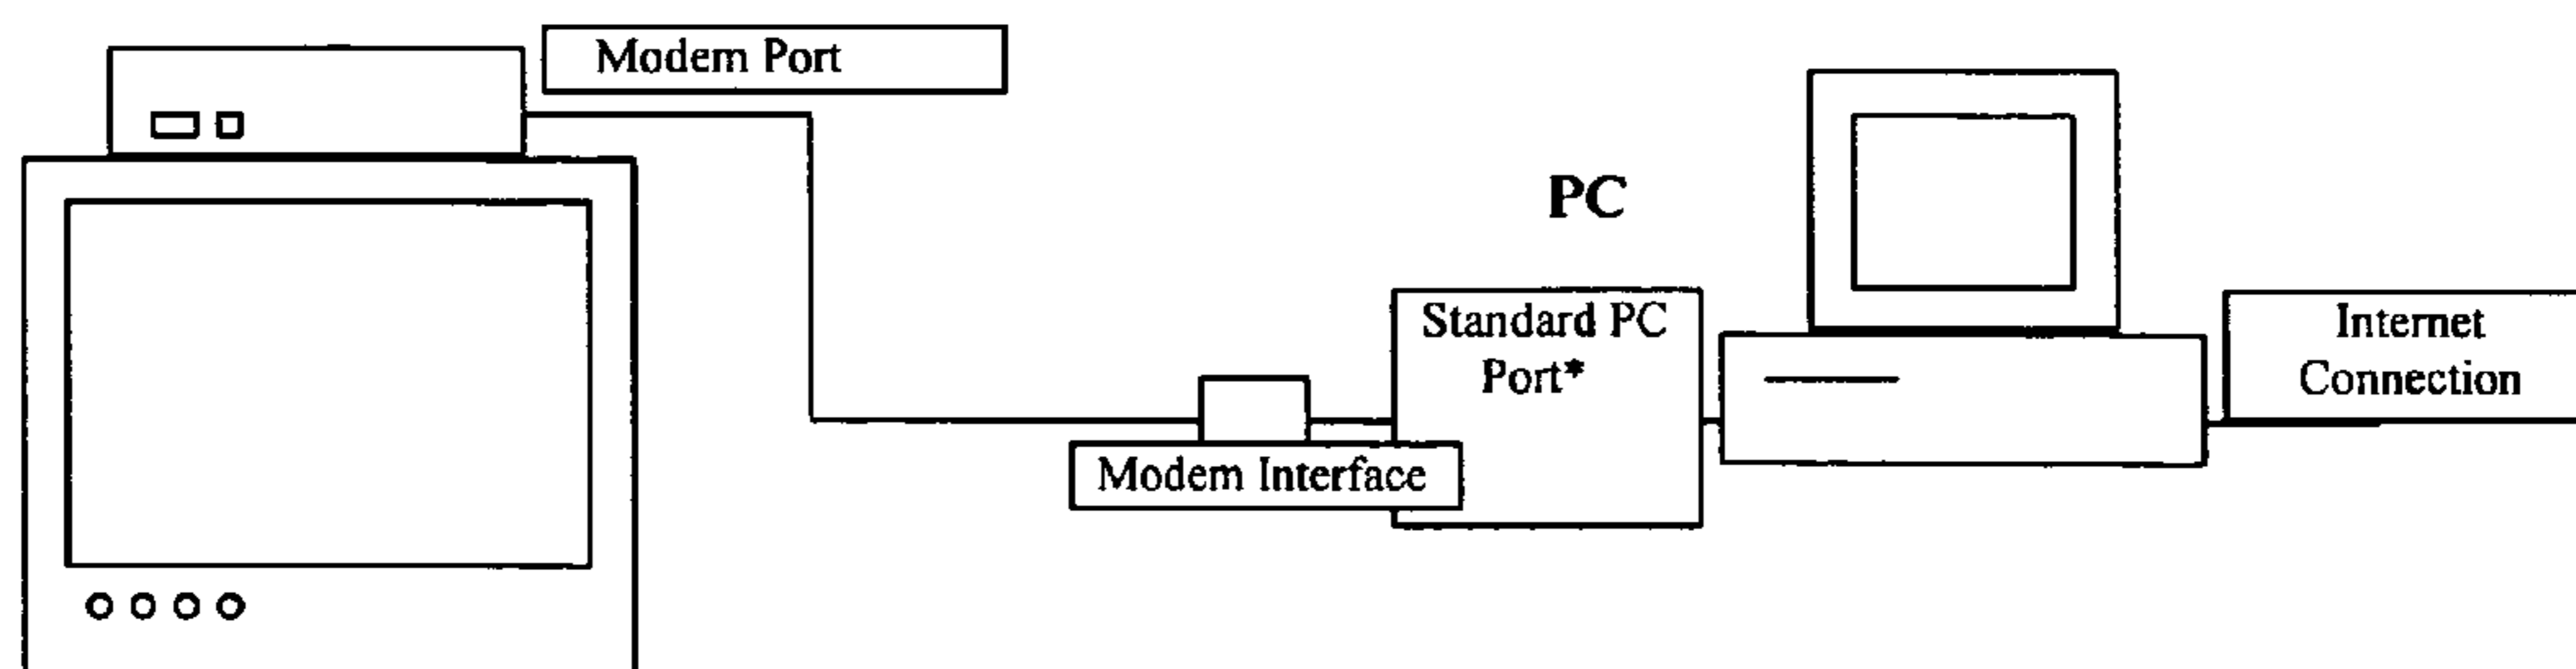 Modem Port
PC
Standard PC
Port*
Modem Interface
Internet
Connection